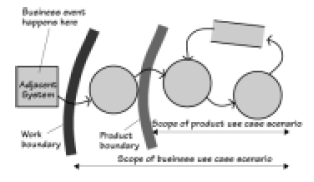 Business event
happens here
Adjacent
System
Work
boundary
Product
boundary
Scope of product use case scenario
Scope of business use case scenario